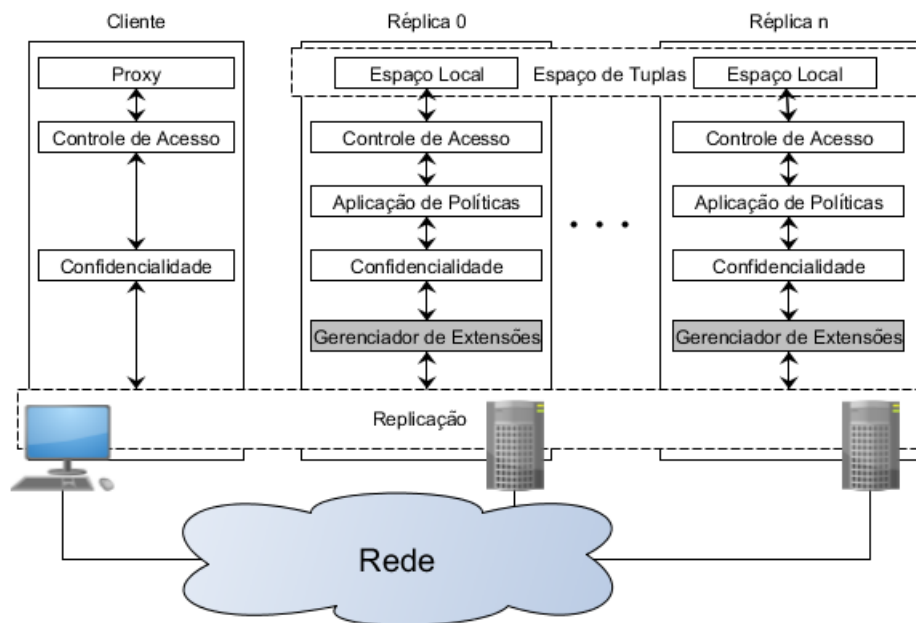 Cliente
Réplica 0
Réplica n
Proxy
Espaço Local
Espaço de Tuplas
Espaço Local
Controle de Acesso
Controle de Acesso
Controle de Acesso
Aplicação de Políticas
Aplicação de Políticas
. . .
Confidencialidade
Confidencialidade
Confidencialidade
Gerenciador de Extensões
Gerenciador de Extensões
Replicação
Rede